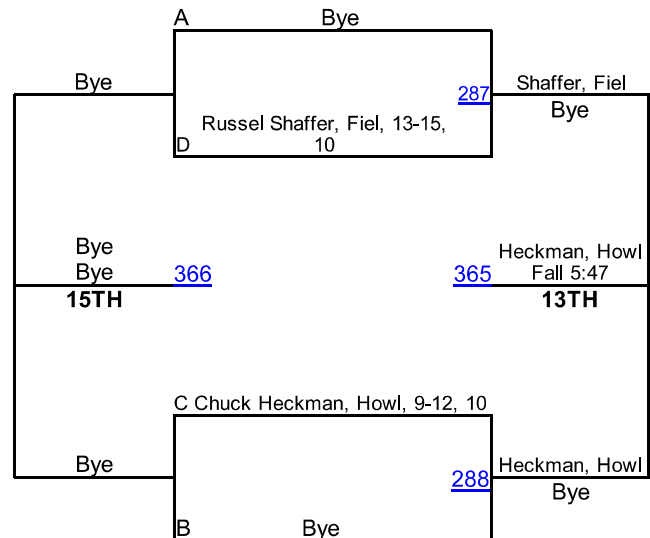 A
Bye
Bye
287
Shaffer, Fiel
Bye
Russel Shaffer, Fiel, 13-15,
10
D
Bye
Bye
366
15TH
365
Heckman, Howl
Fall 5:47
13TH
C Chuck Heckman, Howl, 9-12, 10
Bye
288
Heckman, Howl
Bye
B
Bye